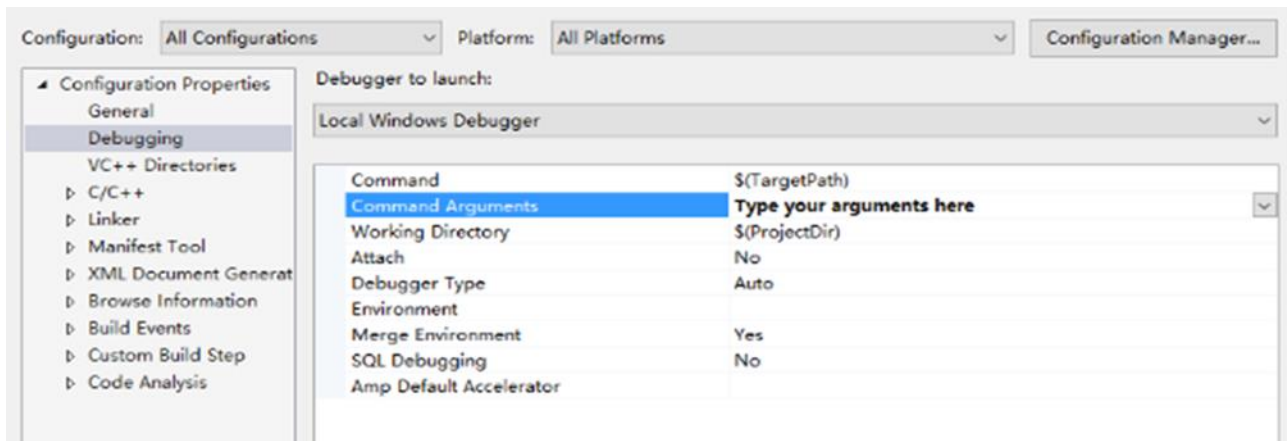 Configuration: All Configurations Platform: All Platforms Configuration Manager...
Configuration Properties
General
Debugging
VC++ Directories
C/C++
Linker
Manifest Tool
XML Document Generat
Browse Information
Build Events
Custom Build Step
Code Analysis
Debugger to launch:
Local Windows Debugger
Command $(TargetPath)
Command Arguments Type your arguments here
Working Directory $(ProjectDir)
Attach No
Debugger Type Auto
Environment
Merge Environment Yes
SQL Debugging No
Amp Default Accelerator